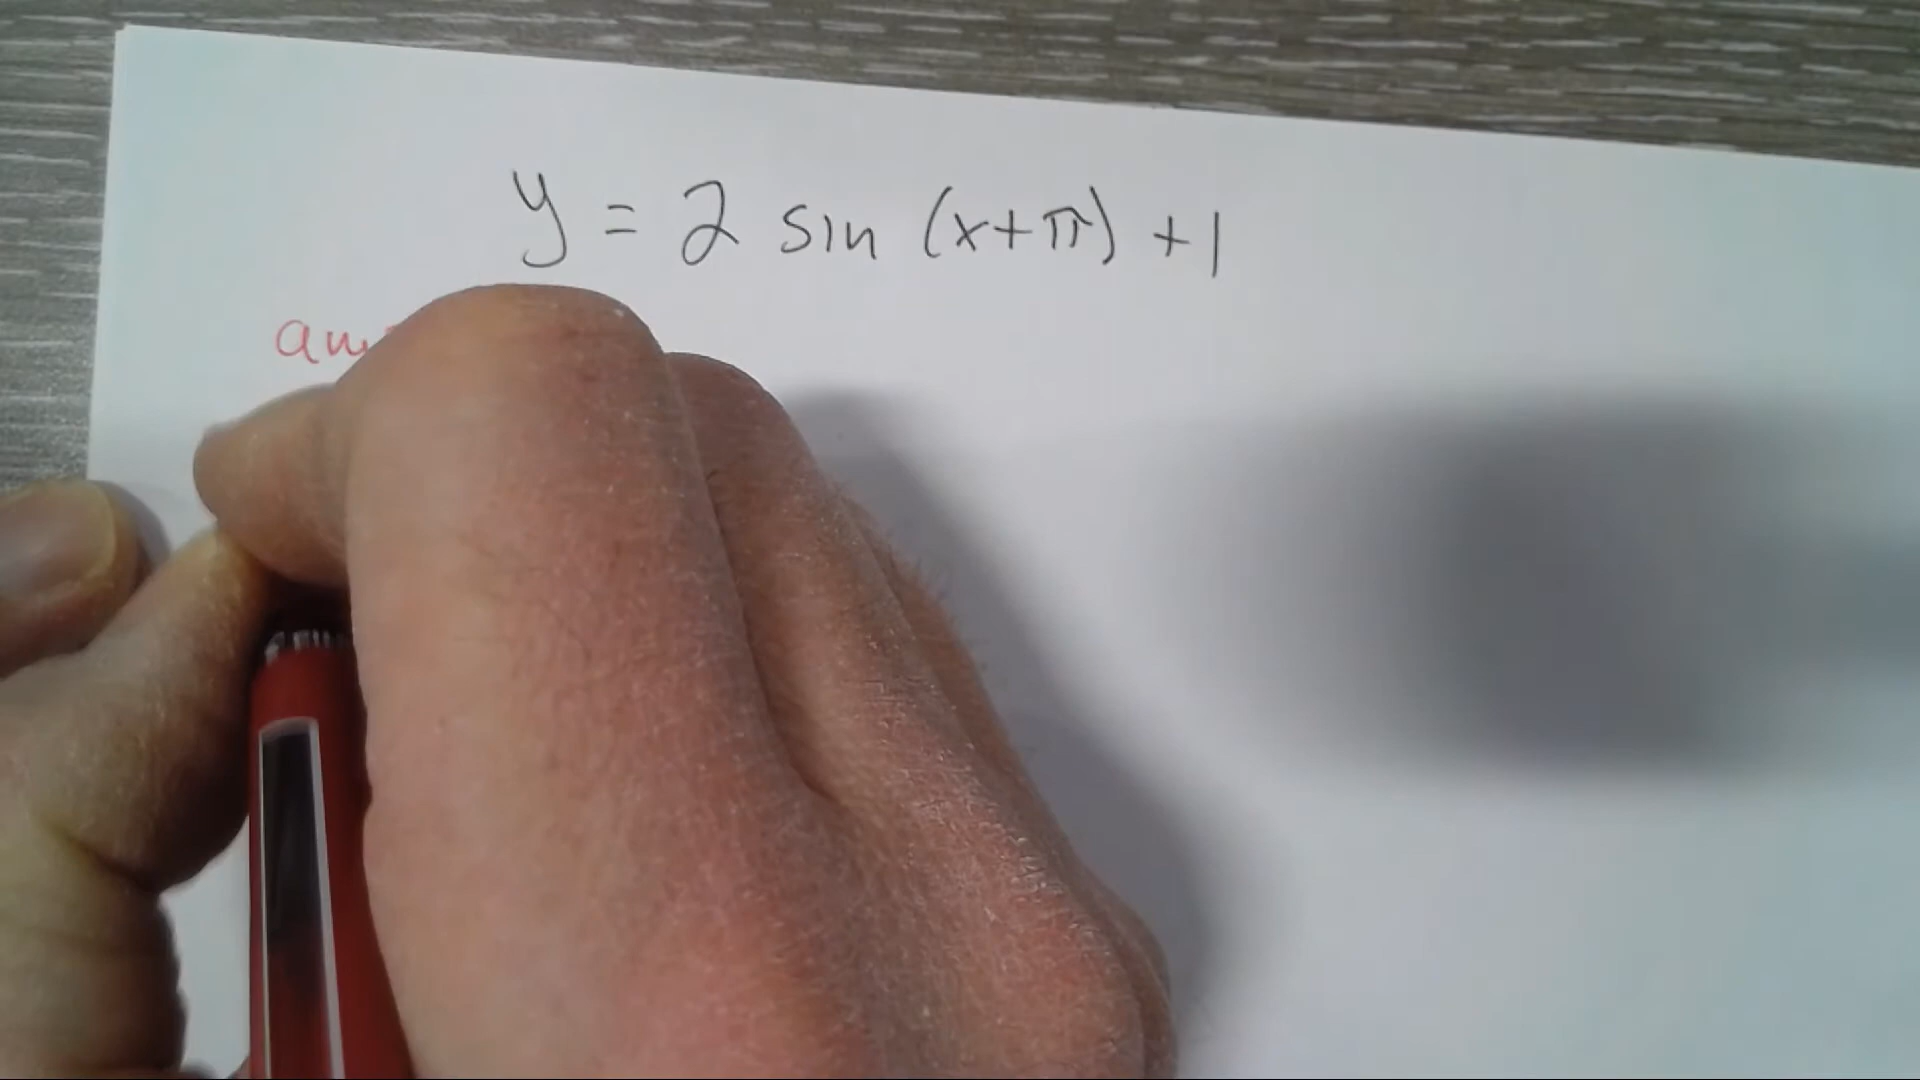 y = 2 sin (x+π) +1